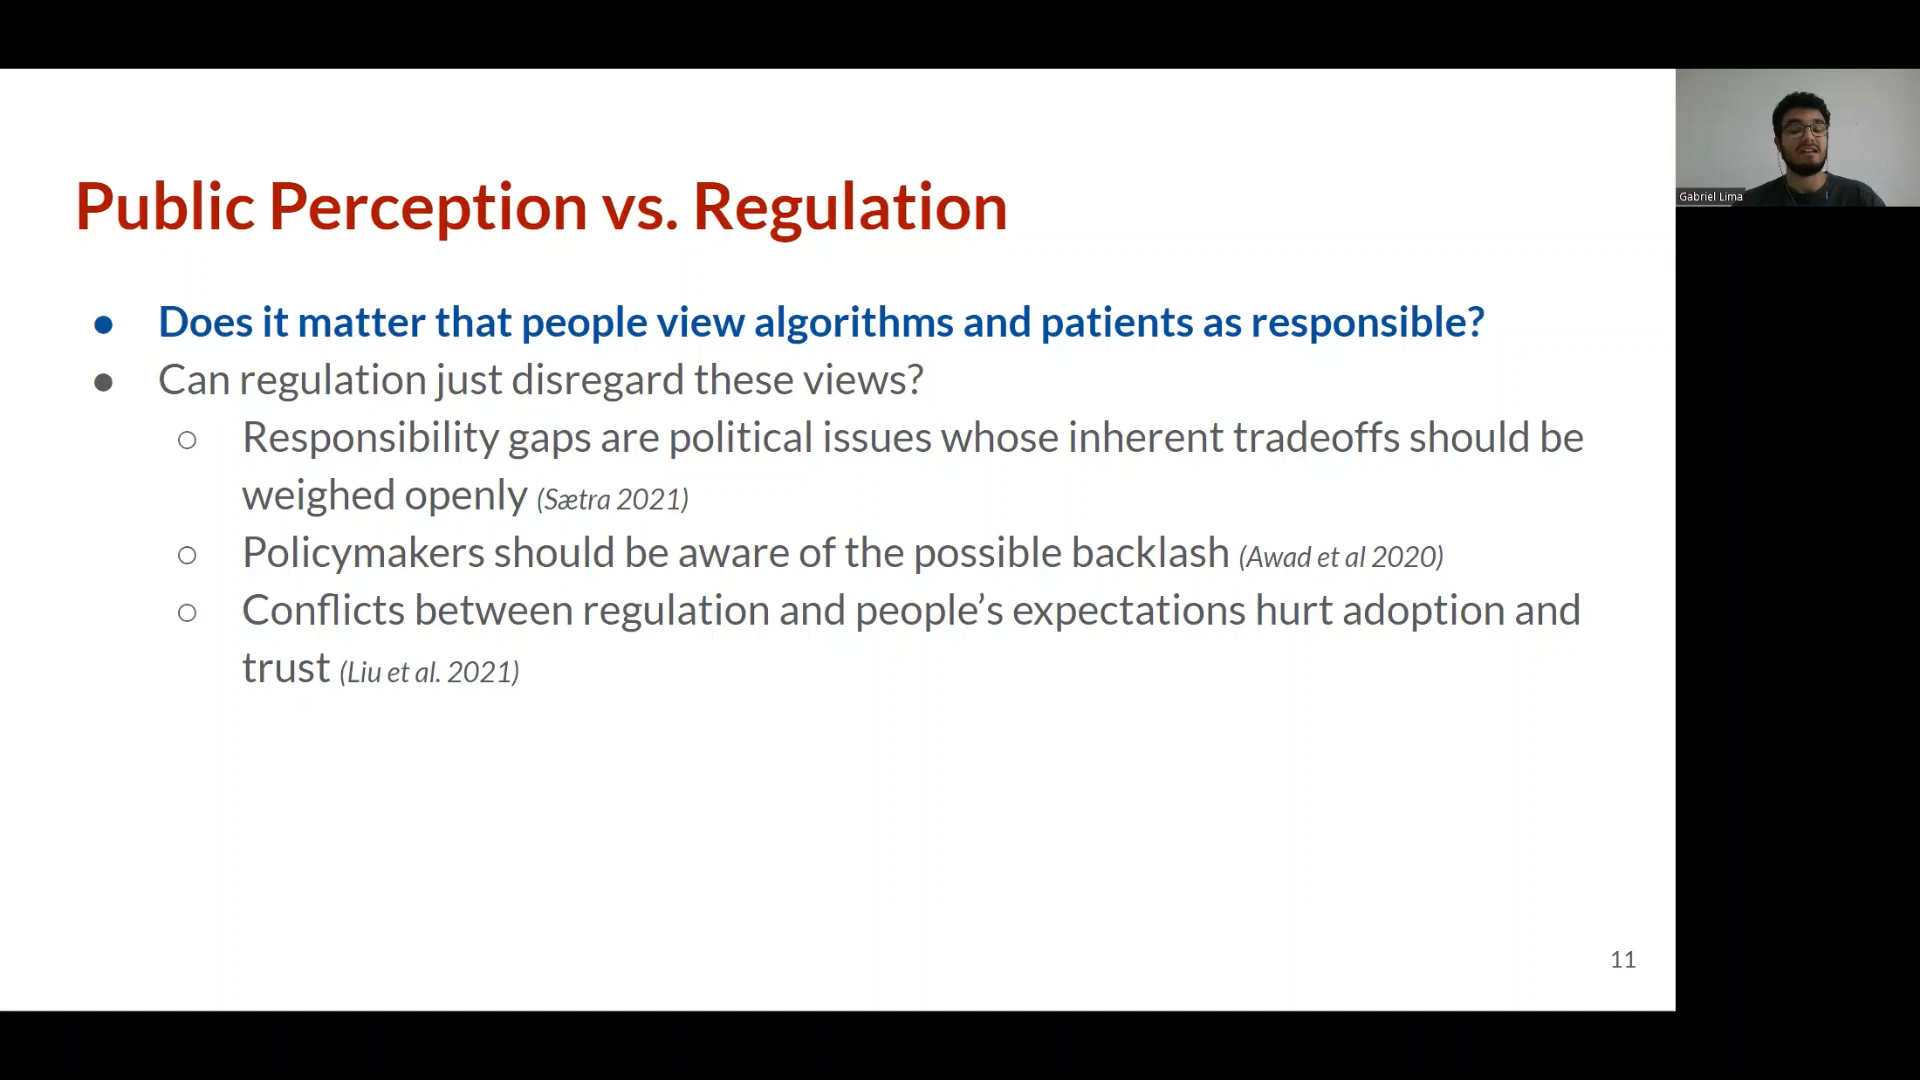 Public Perception vs. Regulation
● Does it matter that people view algorithms and patients as responsible?
● Can regulation just disregard these views?
○ Responsibility gaps are political issues whose inherent tradeoffs should be
weighed openly (Sætra 2021)
○ Policymakers should be aware of the possible backlash (Awad et al 2020)
○ Conflicts between regulation and people’s expectations hurt adoption and
trust (Liu et al. 2021)
11
Gabriel Lima